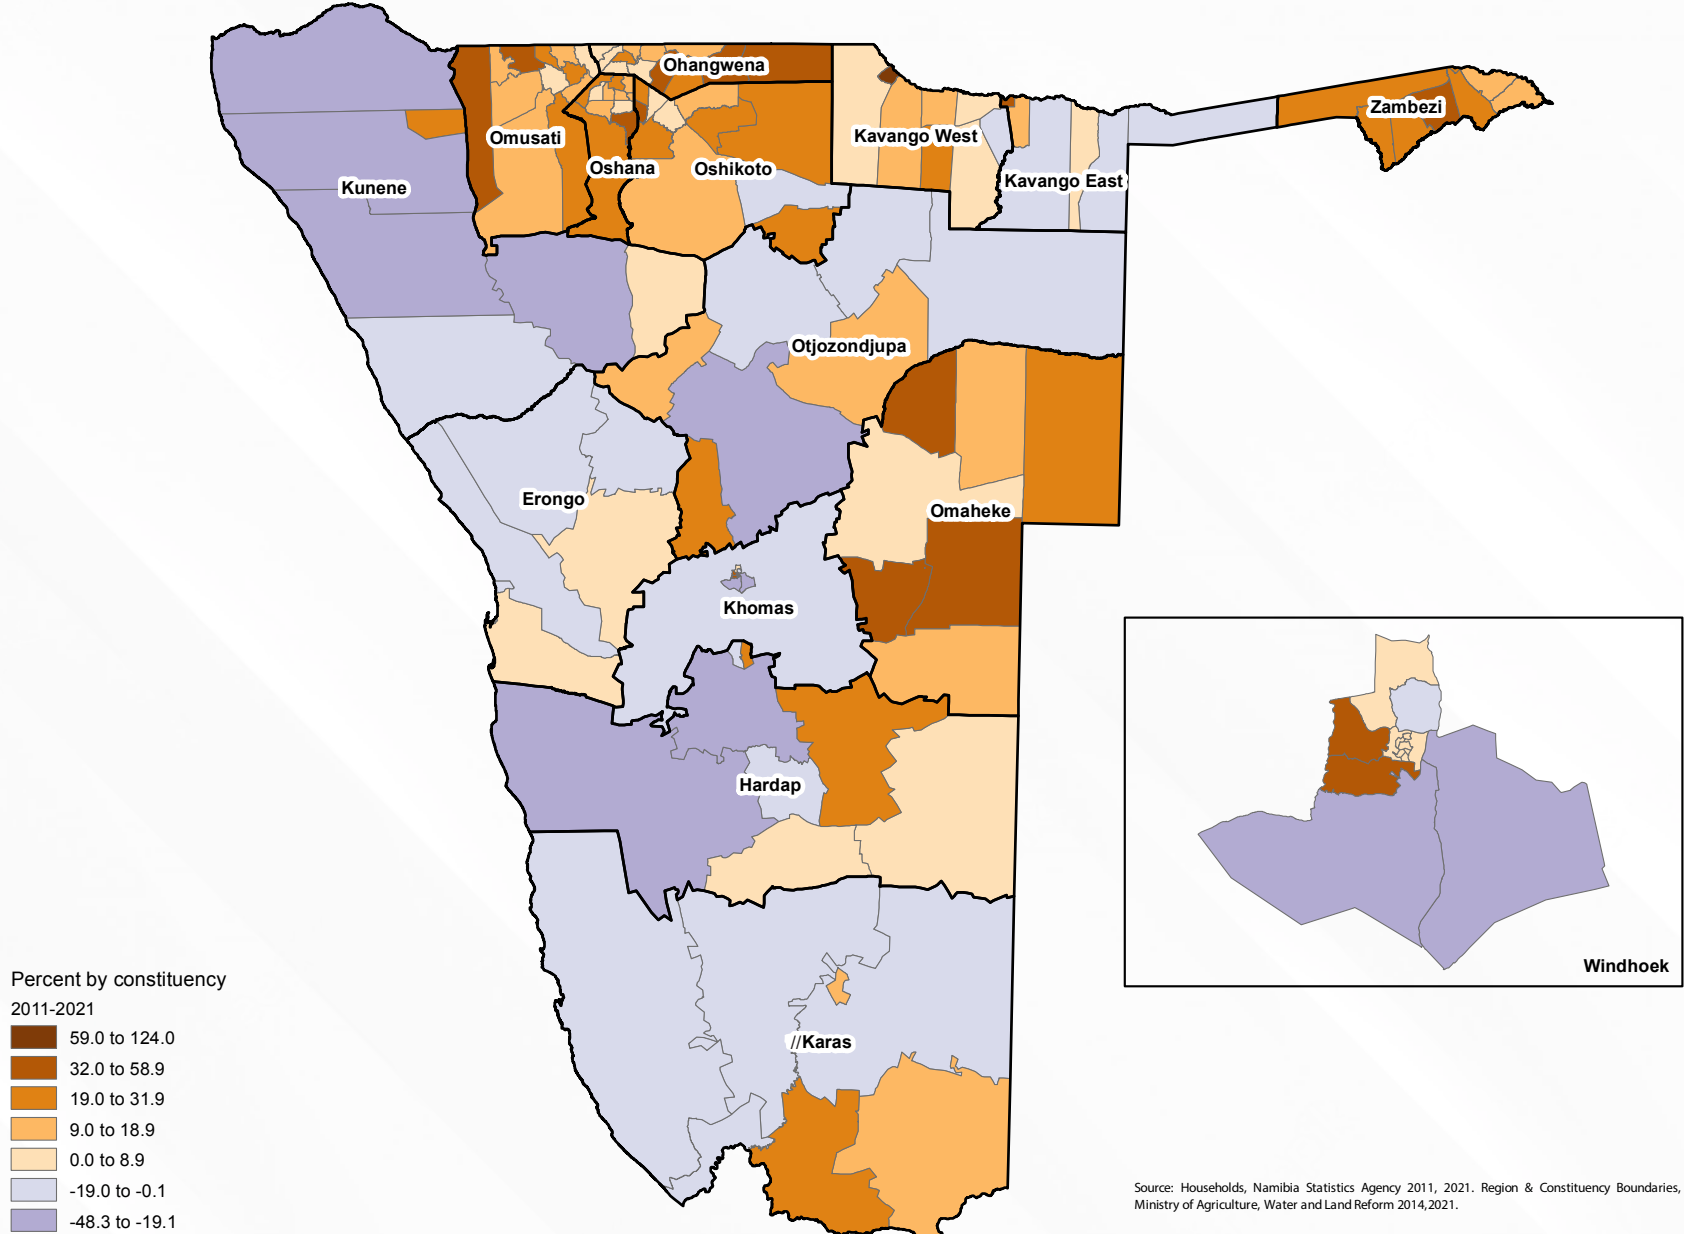 Ohangwena
Zambezi
Omusati
Kavango West
Oshana
Oshikoto
Kunene
Kavango East
Otjozondjupa
Erongo
Omaheke
Khomas
Hardap
//Karas
Windhoek
Percent by constituency
2011-2021
59.0 to 124.0
32.0 to 58.9
19.0 to 31.9
9.0 to 18.9
0.0 to 8.9
-19.0 to -0.1
-48.3 to -19.1
Source: Households, Namibia Statistics Agency 2011, 2021. Region & Constituency Boundaries,
Ministry of Agriculture, Water and Land Reform 2014,2021.